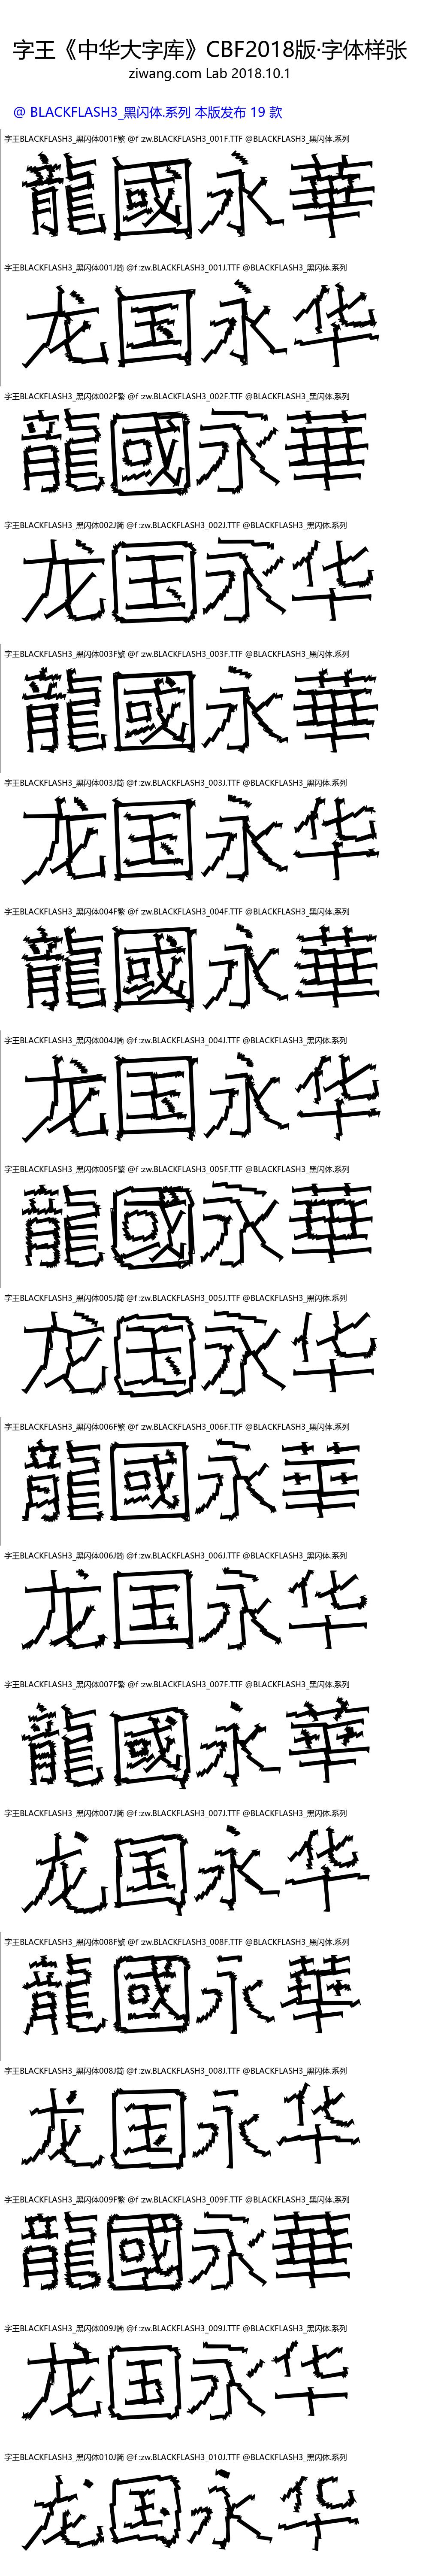 字王《中华大字库》CBF2018版·字体样张
ziwang.com Lab 2018.10.1
@ BLACKFLASH3_黑闪体.系列 本版发布 19 款
字王BLACKFLASH3_黑闪体001F繁 @f :zw.BLACKFLASH3_001F.TTF @BLACKFLASH3_黑闪体.系列
龍國永華
字王BLACKFLASH3_黑闪体001J简 @f :zw.BLACKFLASH3_001J.TTF @BLACKFLASH3_黑闪体.系列
龙国永华
字王BLACKFLASH3_黑闪体002F繁 @f :zw.BLACKFLASH3_002F.TTF @BLACKFLASH3_黑闪体.系列
龍國永華
字王BLACKFLASH3_黑闪体002J简 @f :zw.BLACKFLASH3_002J.TTF @BLACKFLASH3_黑闪体.系列
龙国永华
字王BLACKFLASH3_黑闪体003F繁 @f :zw.BLACKFLASH3_003F.TTF @BLACKFLASH3_黑闪体.系列
龍國永華
字王BLACKFLASH3_黑闪体003J简 @f :zw.BLACKFLASH3_003J.TTF @BLACKFLASH3_黑闪体.系列
龙国永华
字王BLACKFLASH3_黑闪体004F繁 @f :zw.BLACKFLASH3_004F.TTF @BLACKFLASH3_黑闪体.系列
龍國永華
字王BLACKFLASH3_黑闪体004J简 @f :zw.BLACKFLASH3_004J.TTF @BLACKFLASH3_黑闪体.系列
龙国永华
字王BLACKFLASH3_黑闪体005F繁 @f :zw.BLACKFLASH3_005F.TTF @BLACKFLASH3_黑闪体.系列
龍國永華
字王BLACKFLASH3_黑闪体005J简 @f :zw.BLACKFLASH3_005J.TTF @BLACKFLASH3_黑闪体.系列
龙国永华
字王BLACKFLASH3_黑闪体006F繁 @f :zw.BLACKFLASH3_006F.TTF @BLACKFLASH3_黑闪体.系列
龍國永華
字王BLACKFLASH3_黑闪体006J简 @f :zw.BLACKFLASH3_006J.TTF @BLACKFLASH3_黑闪体.系列
龙国永华
字王BLACKFLASH3_黑闪体007F繁 @f :zw.BLACKFLASH3_007F.TTF @BLACKFLASH3_黑闪体.系列
龍國永華
字王BLACKFLASH3_黑闪体007J简 @f :zw.BLACKFLASH3_007J.TTF @BLACKFLASH3_黑闪体.系列
龙国永华
字王BLACKFLASH3_黑闪体008F繁 @f :zw.BLACKFLASH3_008F.TTF @BLACKFLASH3_黑闪体.系列
龍國永華
字王BLACKFLASH3_黑闪体008J简 @f :zw.BLACKFLASH3_008J.TTF @BLACKFLASH3_黑闪体.系列
龙国永华
字王BLACKFLASH3_黑闪体009F繁 @f :zw.BLACKFLASH3_009F.TTF @BLACKFLASH3_黑闪体.系列
龍國永華
字王BLACKFLASH3_黑闪体009J简 @f :zw.BLACKFLASH3_009J.TTF @BLACKFLASH3_黑闪体.系列
龙国永华
字王BLACKFLASH3_黑闪体010J简 @f :zw.BLACKFLASH3_010J.TTF @BLACKFLASH3_黑闪体.系列
龙国永华